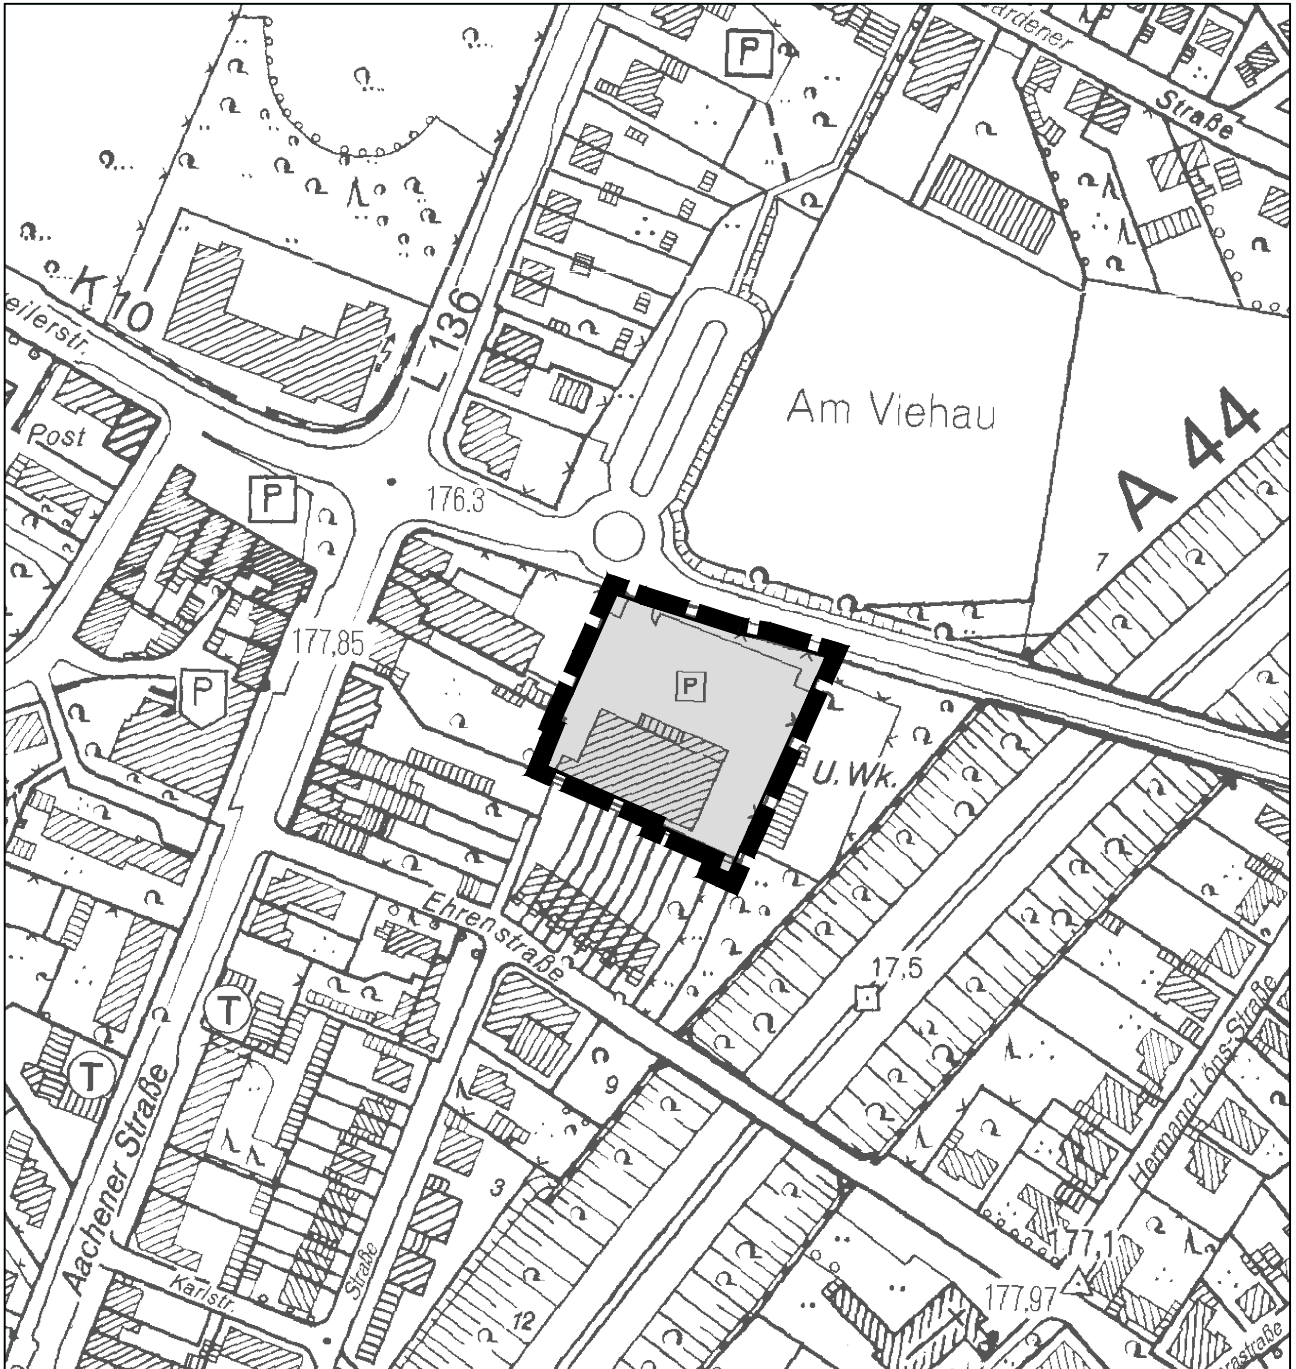 P
Straße
K 10
L 136
Post
Am Viehau
A 44
176.3
P
7
177,85
P
P
U.Wk.
Ehrenstraße
17,5
T
T
9
Aachener Straße
Hermann-Löns-Straße
3
177,1
Straße
Karlstr.
12
177,97